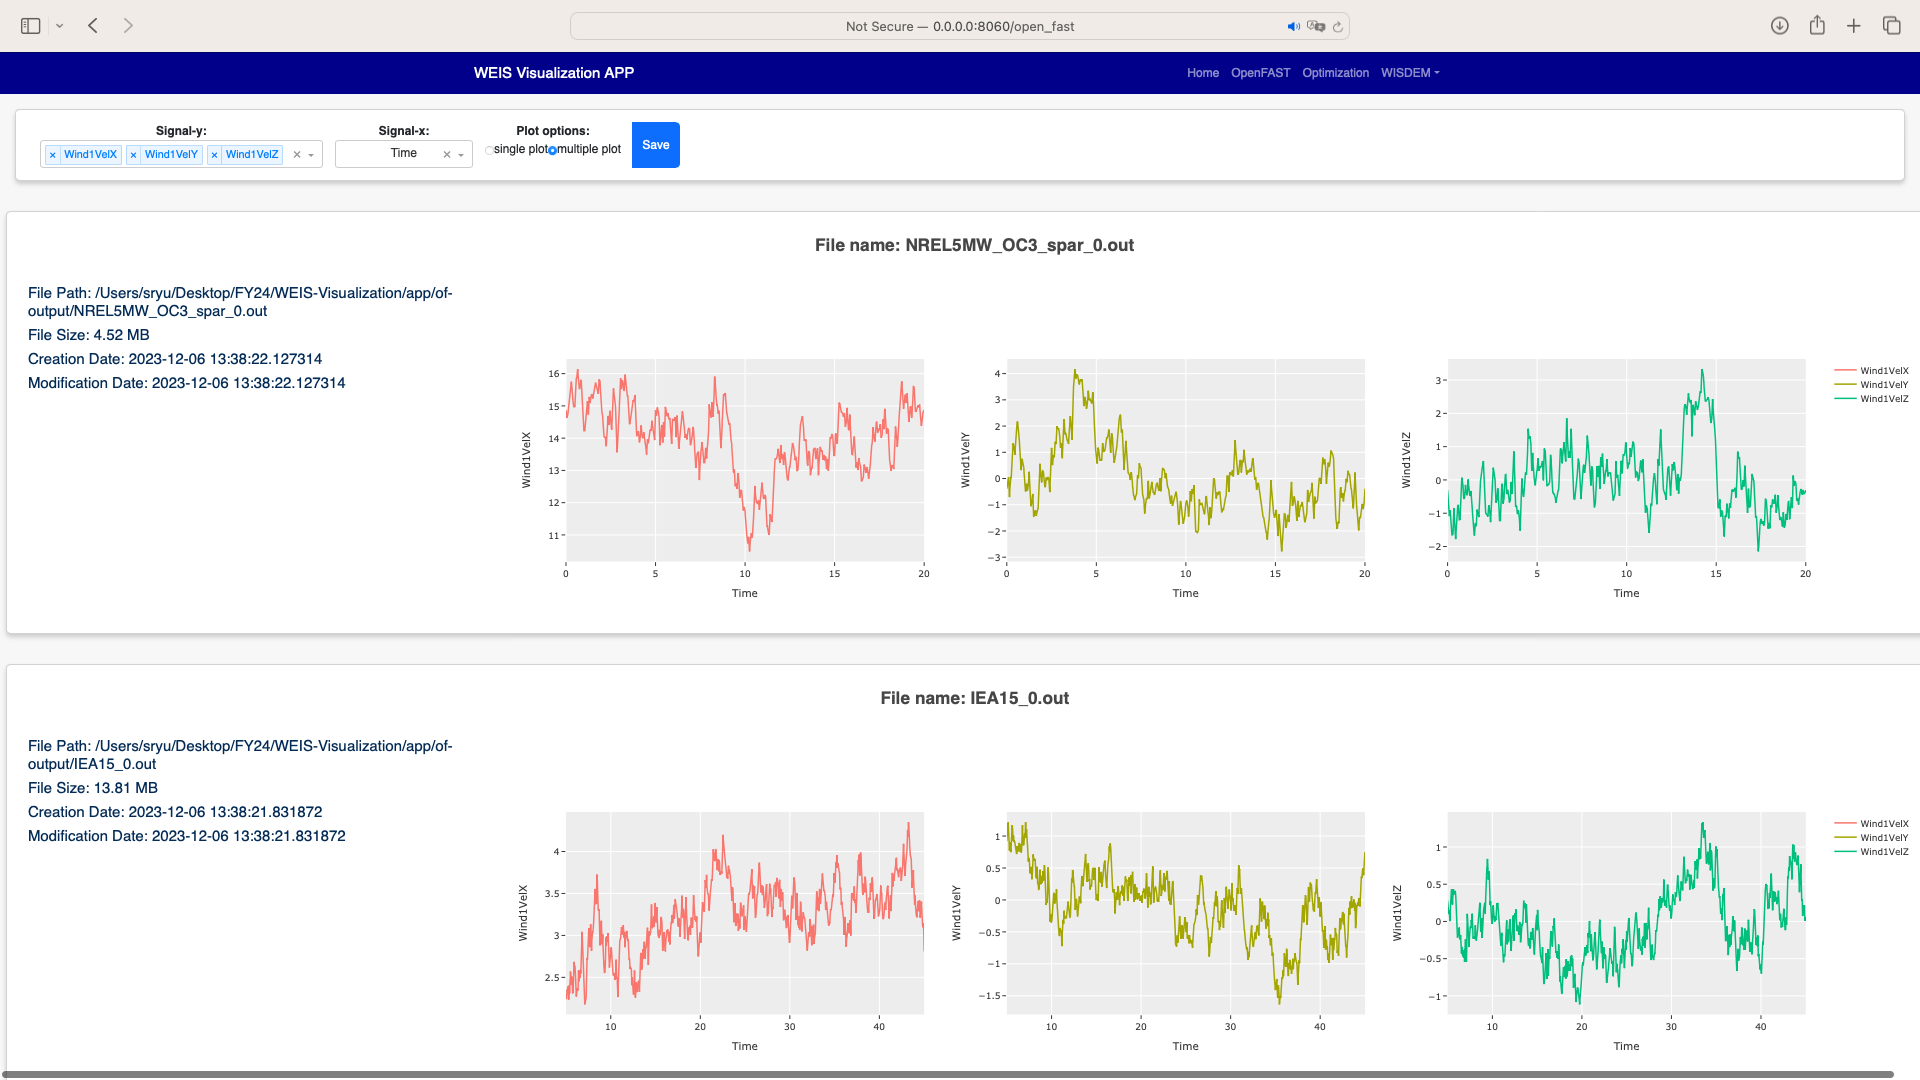 Not Secure — 0.0.0.0:8060/open_fast
WEIS Visualization APP
Home OpenFAST Optimization WISDEM
Signal-y: Signal-x: Plot options:
× Wind1VelX × Wind1VelY × Wind1VelZ × Time × single plot multiple plot Save
File name: NREL5MW_OC3_spar_0.out
File Path: /Users/sryu/Desktop/FY24/WEIS-Visualization/app/of-
output/NREL5MW_OC3_spar_0.out
File Size: 4.52 MB
Creation Date: 2023-12-06 13:38:22.127314
Modification Date: 2023-12-06 13:38:22.127314
Wind1VelX
16
15
14
13
12
11
0 5 10 15 20
Time
Wind1VelY
4
3
2
1
0
−1
−2
−3
0 5 10 15 20
Time
Wind1VelZ
3
2
1
0
−1
−2
0 5 10 15 20
Time
Wind1VelX
Wind1VelY
Wind1VelZ
File name: IEA15_0.out
File Path: /Users/sryu/Desktop/FY24/WEIS-Visualization/app/of-
output/IEA15_0.out
File Size: 13.81 MB
Creation Date: 2023-12-06 13:38:21.831872
Modification Date: 2023-12-06 13:38:21.831872
Wind1VelX
4
3.5
3
2.5
10 20 30 40
Time
Wind1VelY
1
0.5
0
−0.5
−1
−1.5
10 20 30 40
Time
Wind1VelZ
1
0.5
0
−0.5
−1
10 20 30 40
Time
Wind1VelX
Wind1VelY
Wind1VelZ